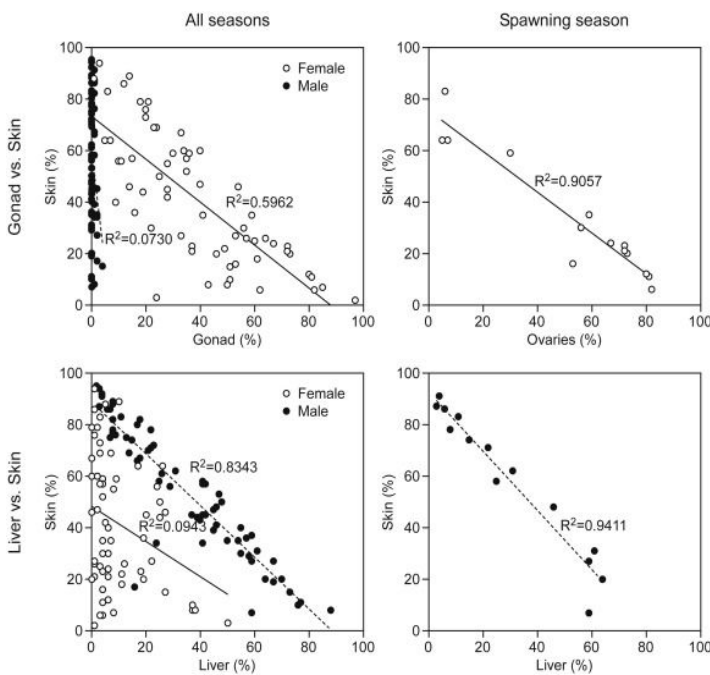 All seasons
Spawning season
Gonad vs. Skin
Skin (%)
100
80
60
40
20
0
Female
Male
R²=0.5962
R²=0.0730
0 20 40 60 80 100
Gonad (%)
Skin (%)
100
80
60
40
20
0
R²=0.9057
0 20 40 60 80 100
Ovaries (%)
Liver vs. Skin
Skin (%)
100
80
60
40
20
0
Female
Male
R²=0.8343
R²=0.0943
0 20 40 60 80 100
Liver (%)
Skin (%)
100
80
60
40
20
0
R²=0.9411
0 20 40 60 80 100
Liver (%)